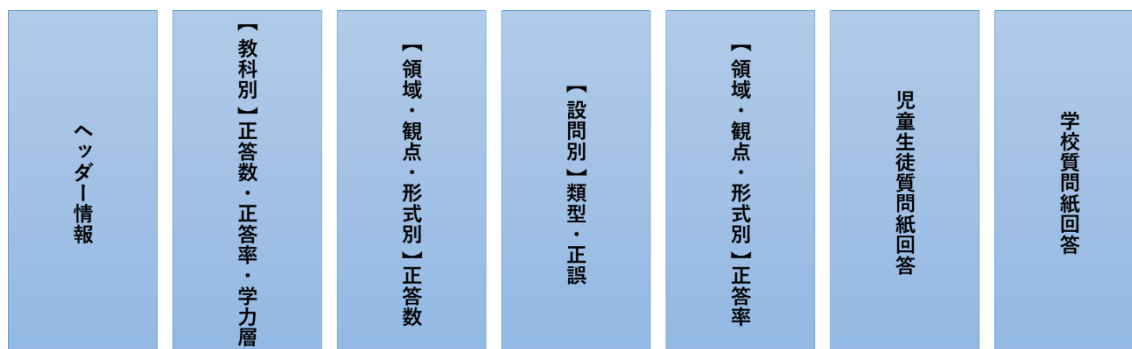 ヘッダー情報
【教科別】正答数・正答率・学力層
【領域・観点・形式別】正答数
【設問別】類型・正誤
【領域・観点・形式別】正答率
児童生徒質問紙回答
学校質問紙回答